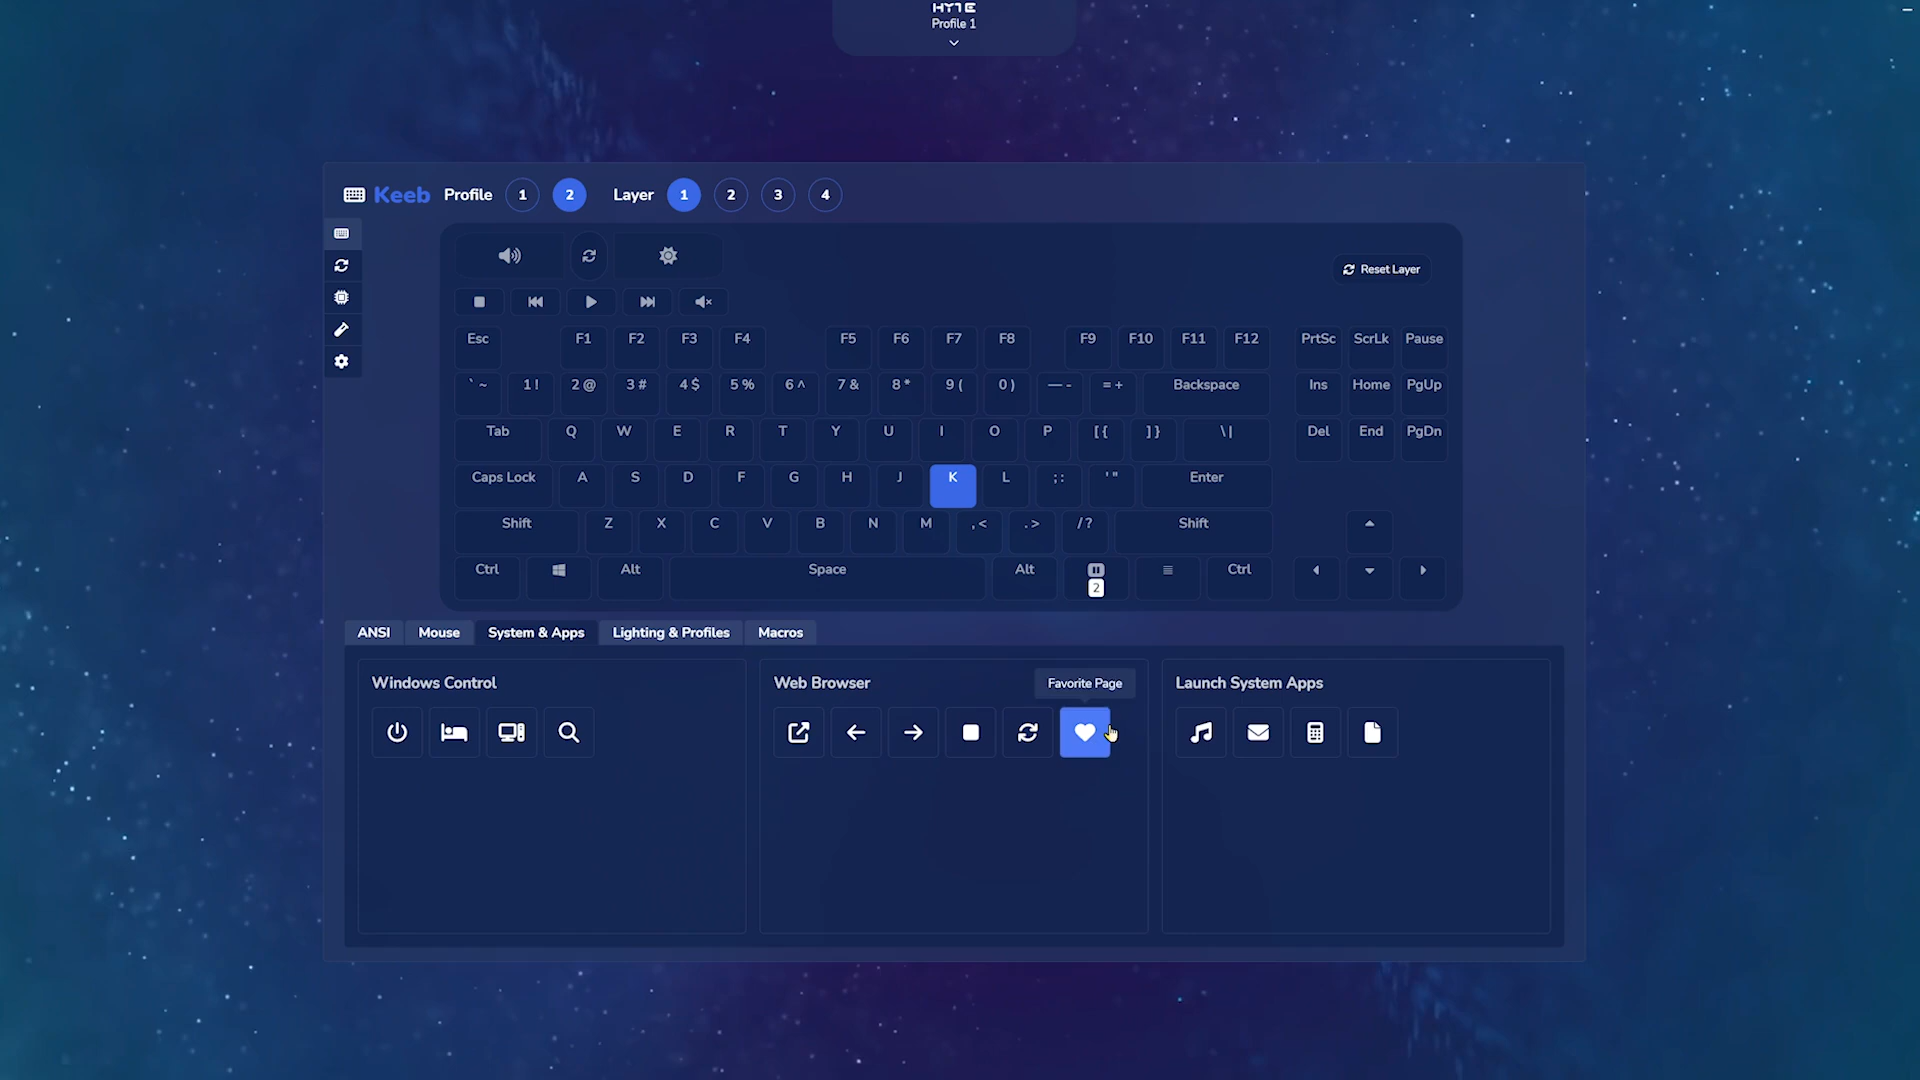 HYTE
Profile 1
Keeb Profile 1 2 Layer 1 2 3 4
Reset Layer
Esc F1 F2 F3 F4 F5 F6 F7 F8 F9 F10 F11 F12 PrtSc ScrLk Pause
` ~ 1 ! 2 @ 3 # 4 $ 5 % 6 ^ 7 & 8 * 9 ( 0 ) — - = + Backspace Ins Home PgUp
Tab Q W E R T Y U I O P [ { ] } \ | Del End PgDn
Caps Lock A S D F G H J K L ; : ' " Enter
Shift Z X C V B N M , < . > / ? Shift
Ctrl Alt Space Alt 2 Ctrl
ANSI Mouse System & Apps Lighting & Profiles Macros
Windows Control Web Browser Favorite Page Launch System Apps